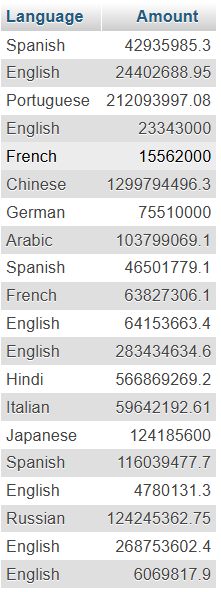 Language Amount
Spanish 42935985.3
English 24402688.95
Portuguese 212093997.08
English 23343000
French 15562000
Chinese 1299794496.3
German 75510000
Arabic 103799069.1
Spanish 46501779.1
French 63827306.1
English 64153663.4
English 283434634.6
Hindi 566869269.2
Italian 59642192.61
Japanese 124185600
Spanish 116039477.7
English 4780131.3
Russian 124245362.75
English 268753602.4
English 6069817.9